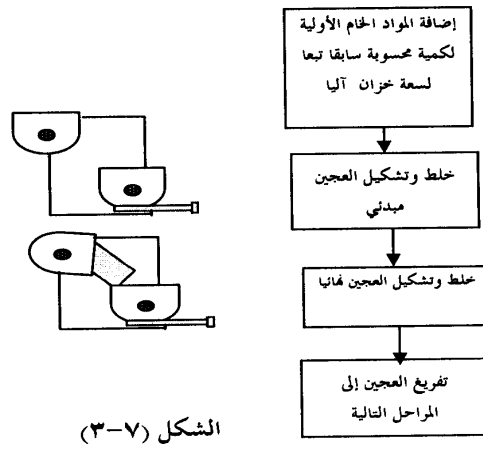 إضافة المواد الخام الأولية
لكمية محسوبة سابقا تبعا
لسعة خزان آليا
خلط وتشكيل العجين
مبدئي
خلط وتشكيل العجين نهائيا
تفريغ العجين إلى
المراحل التالية
الشكل (٧-٣)